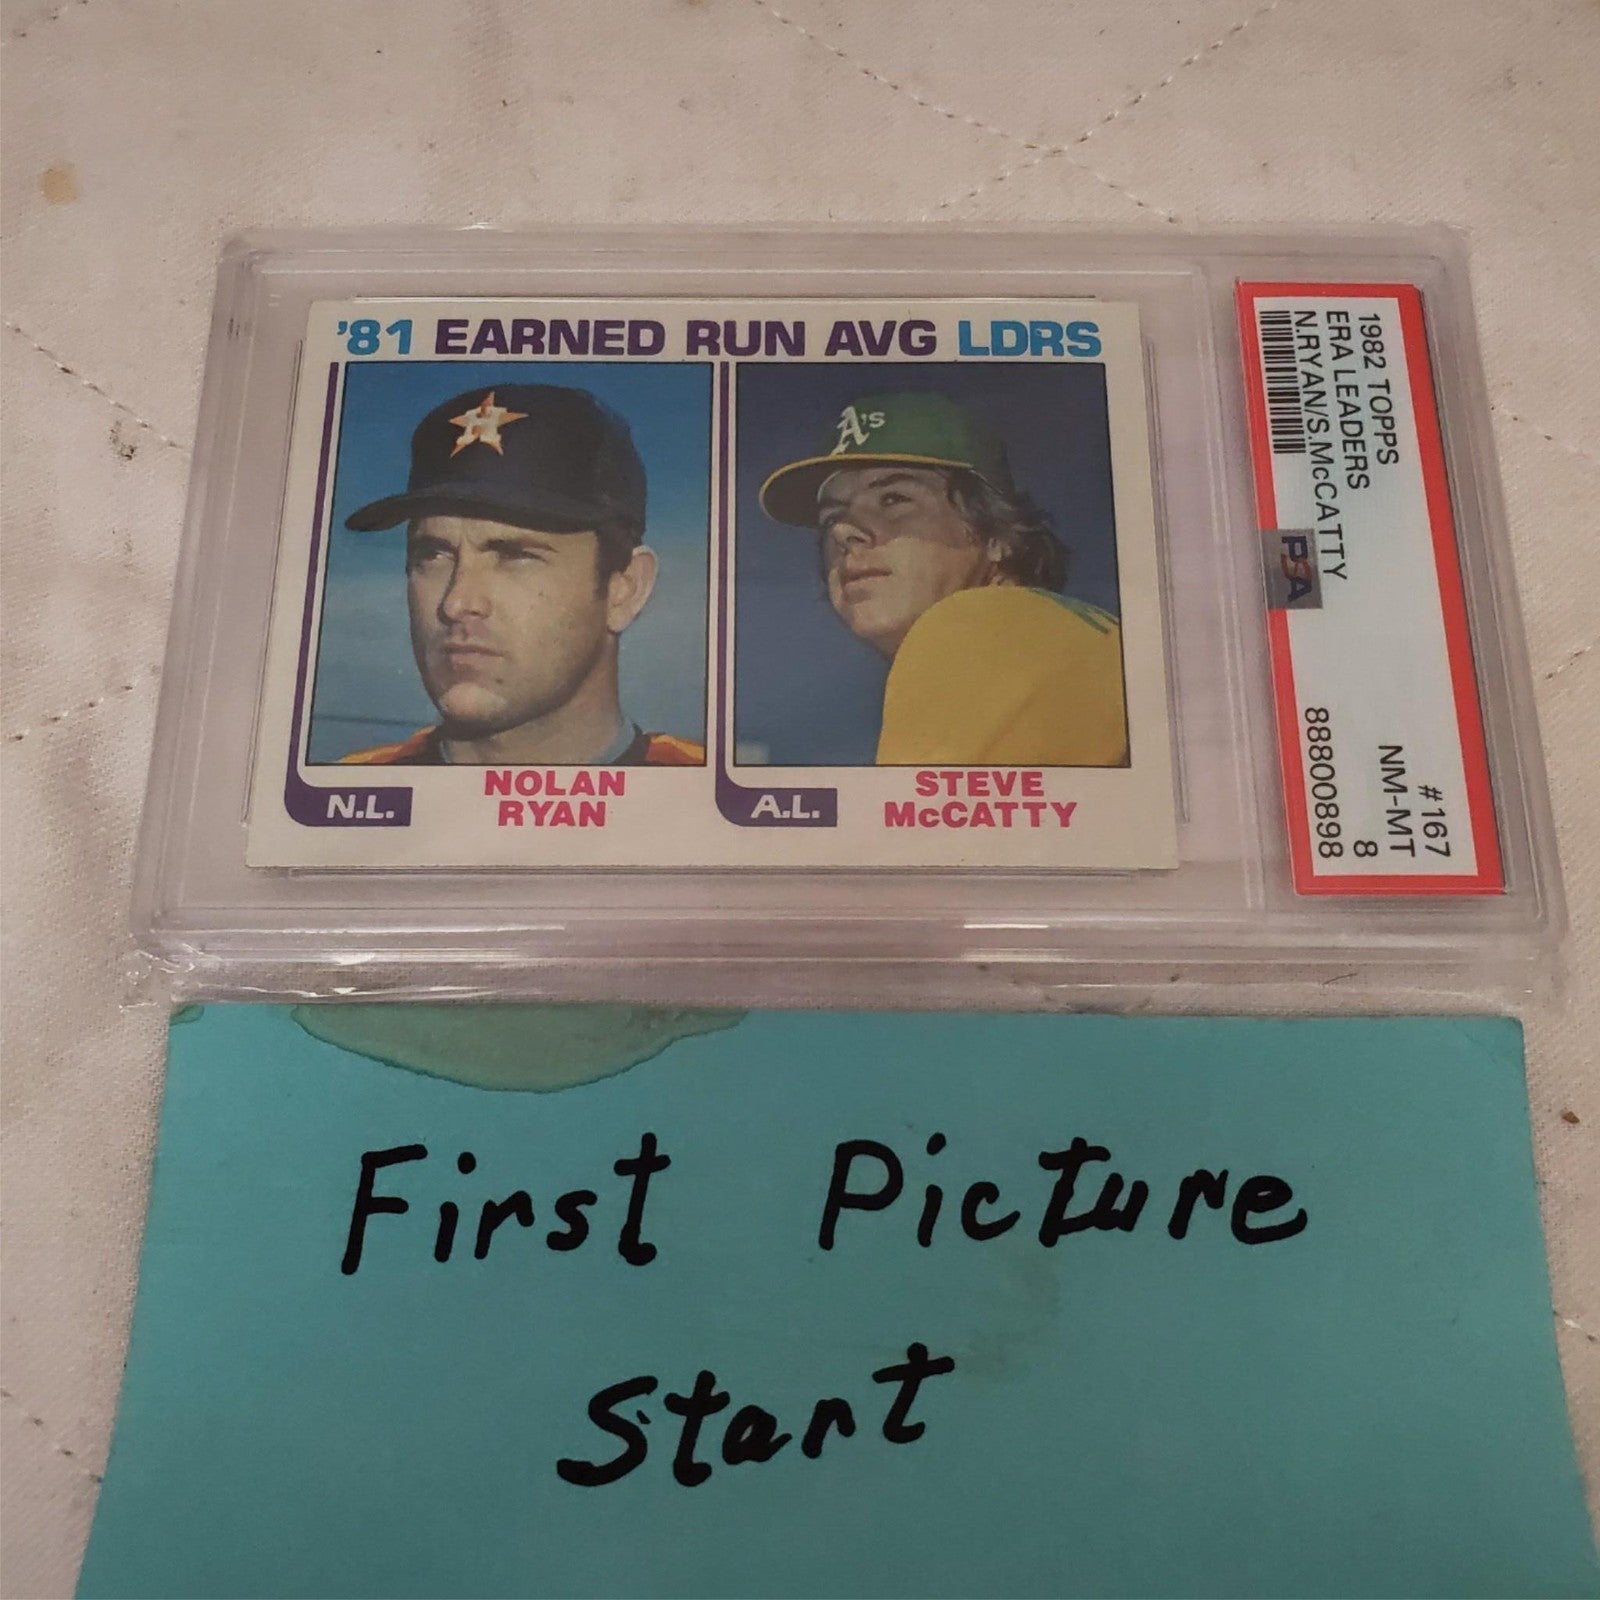 '81 EARNED RUN AVG LDRS
H
A's
N.L.
NOLAN
RYAN
A.L.
STEVE
McCATTY
1982 TOPPS
ERA LEADERS
N.RYAN/S.McCATTY
PSA
#167
NM-MT
8
88800898
First Picture
Start